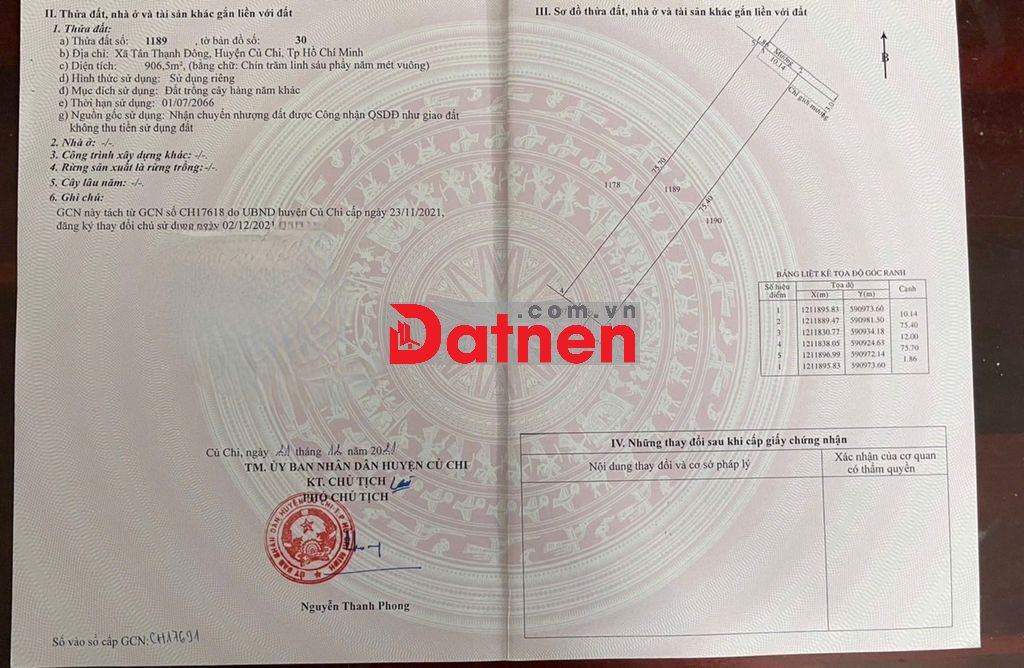 II. Thửa đất, nhà ở và tài sản khác gắn liền với đất
1. Thửa đất:
a) Thửa đất số: 1189 , tờ bản đồ số: 30
b) Địa chỉ: Xã Tân Thạnh Đông, Huyện Củ Chi, Tp Hồ Chí Minh
c) Diện tích: 906,5m², (bằng chữ: Chín trăm linh sáu phẩy năm mét vuông)
d) Hình thức sử dụng: Sử dụng riêng
đ) Mục đích sử dụng: Đất trồng cây hàng năm khác
e) Thời hạn sử dụng: 01/07/2066
g) Nguồn gốc sử dụng: Nhận chuyển nhượng đất được Công nhận QSDĐ như giao đất
không thu tiền sử dụng đất
2. Nhà ở: -/-.
3. Công trình xây dựng khác: -/-.
4. Rừng sản xuất là rừng trồng:-/-.
5. Cây lâu năm: -/-.
6. Ghi chú:
GCN này tách từ GCN số CH17618 do UBND huyện Củ Chi cấp ngày 23/11/2021,
đăng ký thay đổi chủ sử dụng ngày 02/12/2021
Củ Chi, ngày 21 tháng 12 năm 2021
TM. ỦY BAN NHÂN DÂN HUYỆN CỦ CHI
KT. CHỦ TỊCH
PHÓ CHỦ TỊCH
Nguyễn Thanh Phong
Số vào sổ cấp GCN:CH17691
III. Sơ đồ thửa đất, nhà ở và tài sản khác gắn liền với đất
B
Mương
5
10.14
2
3.0
Chỉ giới mương
75.70
1178
1189
75.40
1190
4
BẢNG LIỆT KÊ TỌA ĐỘ GÓC RANH
Số hiệu điểm Tọa độ Cạnh
X(m) Y(m)
1 1211895.83 590973.60
10.14
2 1211889.47 590981.50
75.40
3 1211830.77 590934.18
12.00
4 1211838.05 590924.63
75.70
5 1211896.99 590972.14
1.86
1 1211895.83 590973.60
.com.vn
Datnen
IV. Những thay đổi sau khi cấp giấy chứng nhận
Nội dung thay đổi và cơ sở pháp lý
Xác nhận của cơ quan
có thẩm quyền